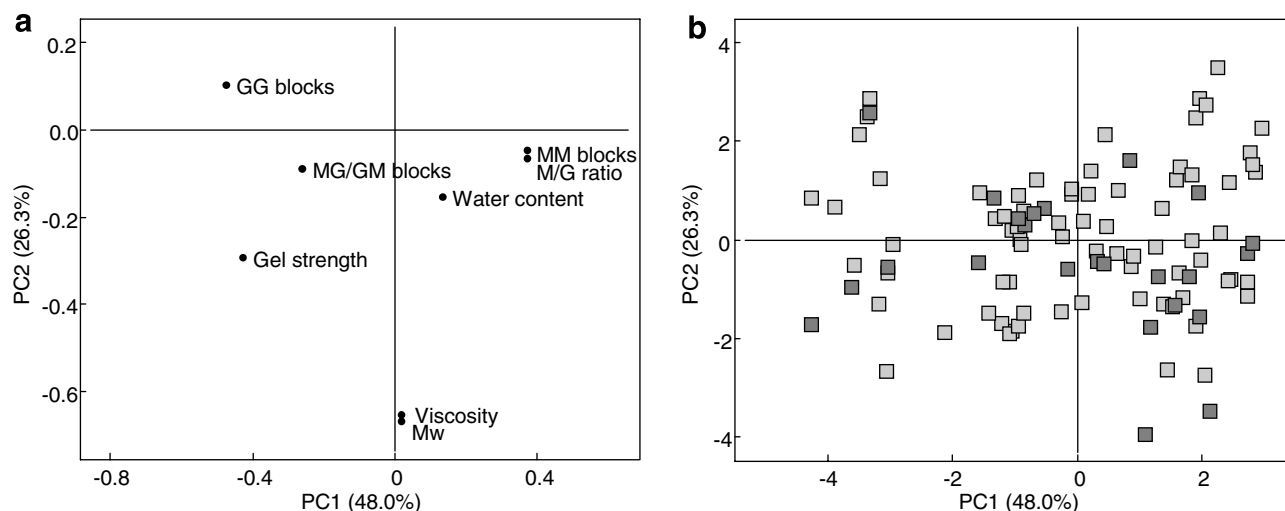 a
0.2
0.0
-0.2
-0.4
-0.6
PC2 (26.3%)
GG blocks
MG/GM blocks
MM blocks
M/G ratio
Water content
Gel strength
Viscosity
Mw
-0.8
-0.4
0
0.4
PC1 (48.0%)
b
4
2
0
-2
-4
PC2 (26.3%)
-4
-2
0
2
PC1 (48.0%)